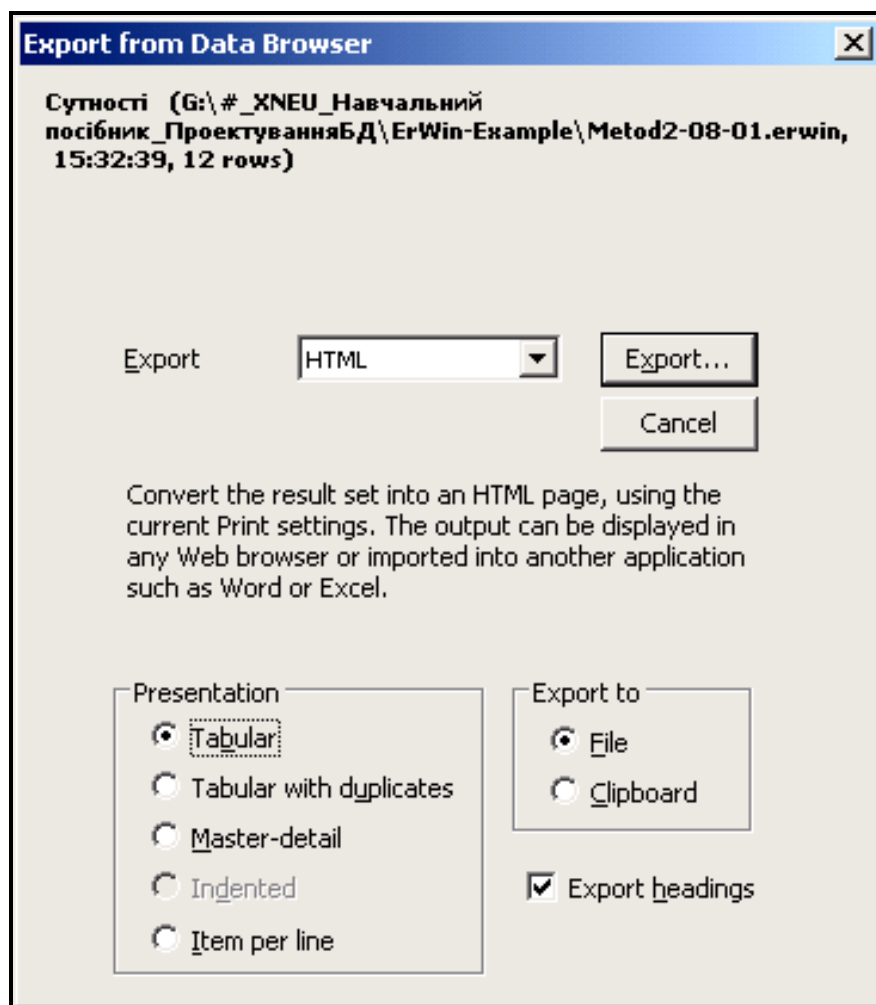 Export from Data Browser
Сутності (G:\#_XNEU_Навчальний
посібник_ПроектуванняБД\ErWin-Example\Metod2-08-01.erwin,
15:32:39, 12 rows)
Export
HTML
Export...
Cancel
Convert the result set into an HTML page, using the
current Print settings. The output can be displayed in
any Web browser or imported into another application
such as Word or Excel.
Presentation
Tabular
Tabular with duplicates
Master-detail
Indented
Item per line
Export to
File
Clipboard
Export headings